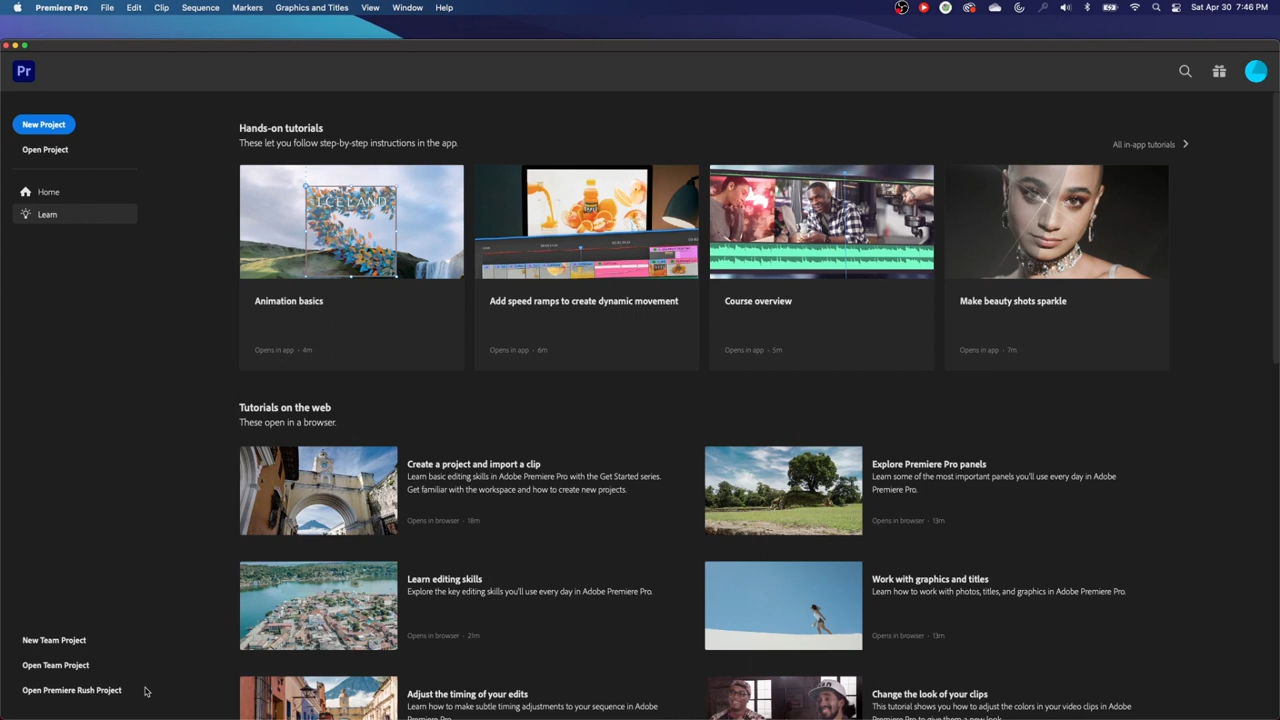 Premiere Pro File Edit Clip Sequence Markers Graphics and Titles View Window Help Sat Apr 30 7:46 PM
Pr
New Project
Open Project
Home
Learn
Hands-on tutorials
These let you follow step-by-step instructions in the app.
All in-app tutorials
ICELAND
Animation basics
Opens in app · 4m
Add speed ramps to create dynamic movement
Opens in app · 6m
Course overview
Opens in app · 5m
Make beauty shots sparkle
Opens in app · 7m
Tutorials on the web
These open in a browser.
Create a project and import a clip
Learn basic editing skills in Adobe Premiere Pro with the Get Started series.
Get familiar with the workspace and how to create new projects.
Opens in browser · 18m
Explore Premiere Pro panels
Learn some of the most important panels you'll use every day in Adobe
Premiere Pro.
Opens in browser · 13m
Learn editing skills
Explore the key editing skills you'll use every day in Adobe Premiere Pro.
Opens in browser · 21m
Work with graphics and titles
Learn how to work with photos, titles, and graphics in Adobe Premiere Pro.
Opens in browser · 13m
Adjust the timing of your edits
Learn how to make subtle timing adjustments to your sequence in Adobe
Premiere Pro.
Change the look of your clips
This tutorial shows you how to adjust the colors in your video clips in Adobe
Premiere Pro to give them a new look.
New Team Project
Open Team Project
Open Premiere Rush Project